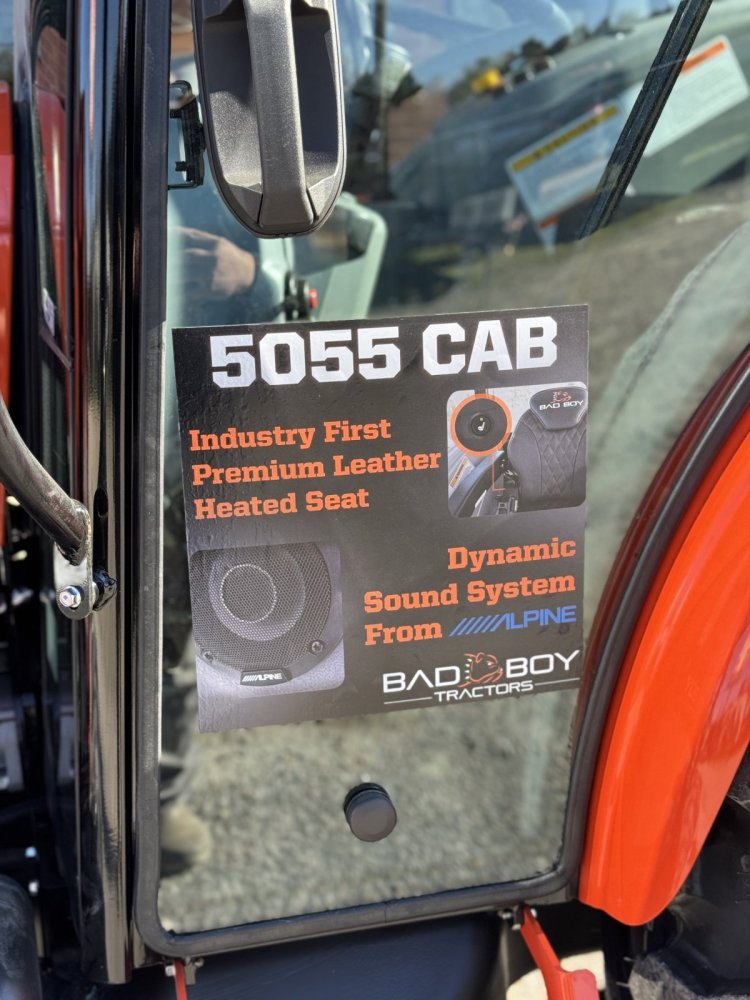 5055 CAB
Industry First
Premium Leather
Heated Seat
BAD BOY
Dynamic
Sound System
From ALPINE
ALPINE
BAD BOY
TRACTORS